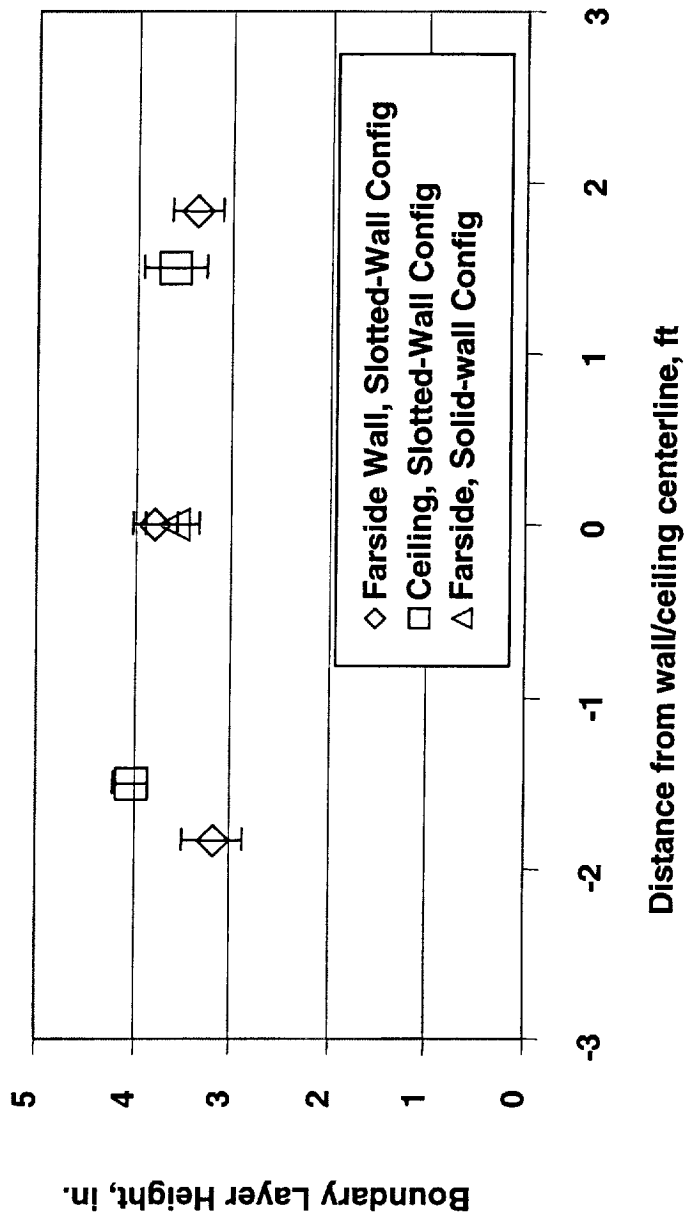 Boundary Layer Height, in.
5
4
3
2
1
0
-3
-2
-1
0
1
2
3
Distance from wall/ceiling centerline, ft
Farside Wall, Slotted-Wall Config
Ceiling, Slotted-Wall Config
Farside, Solid-wall Config